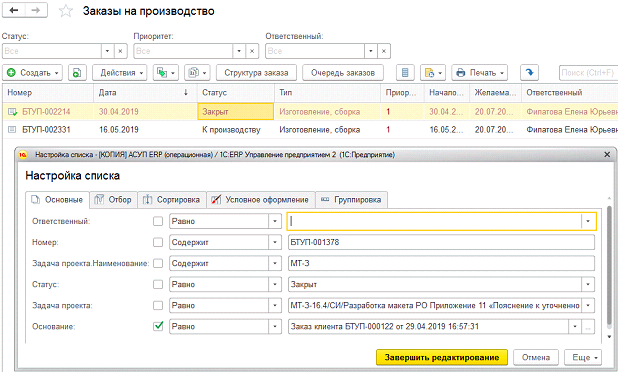 Заказы на производство
Статус: Приоритет: Ответственный:
Все Все Все
Создать Действия Структура заказа Очередь заказов Печать Поиск (Ctrl+F)
Номер Дата Статус Тип Приор... Начало... Желаема... Ответственный
БТУП-002214 30.04.2019 Закрыт Изготовление, сборка 1 30.04.2... 20.07.20... Филатова Елена Юрьевн
БТУП-002331 16.05.2019 К производству Изготовление, сборка 1 16.05.2... 20.07.20... Филатова Елена Юрьевн
Настройка списка - [КОПИЯ] АСУП ERP (операционная) / 1С:ERP Управление предприятием 2 (1С:Предприятие)
Настройка списка
Основные Отбор Сортировка Условное оформление Группировка
Ответственный: Равно
Номер: Содержит БТУП-001378
Задача проекта.Наименование: Содержит МТ-3
Статус: Равно Закрыт
Задача проекта: Равно МТ-3-16.4/СИ/Разработка макета РО Приложение 11 «Пояснение к уточненно
Основание: Равно Заказ клиента БТУП-000122 от 29.04.2019 16:57:31
Завершить редактирование Отмена Еще